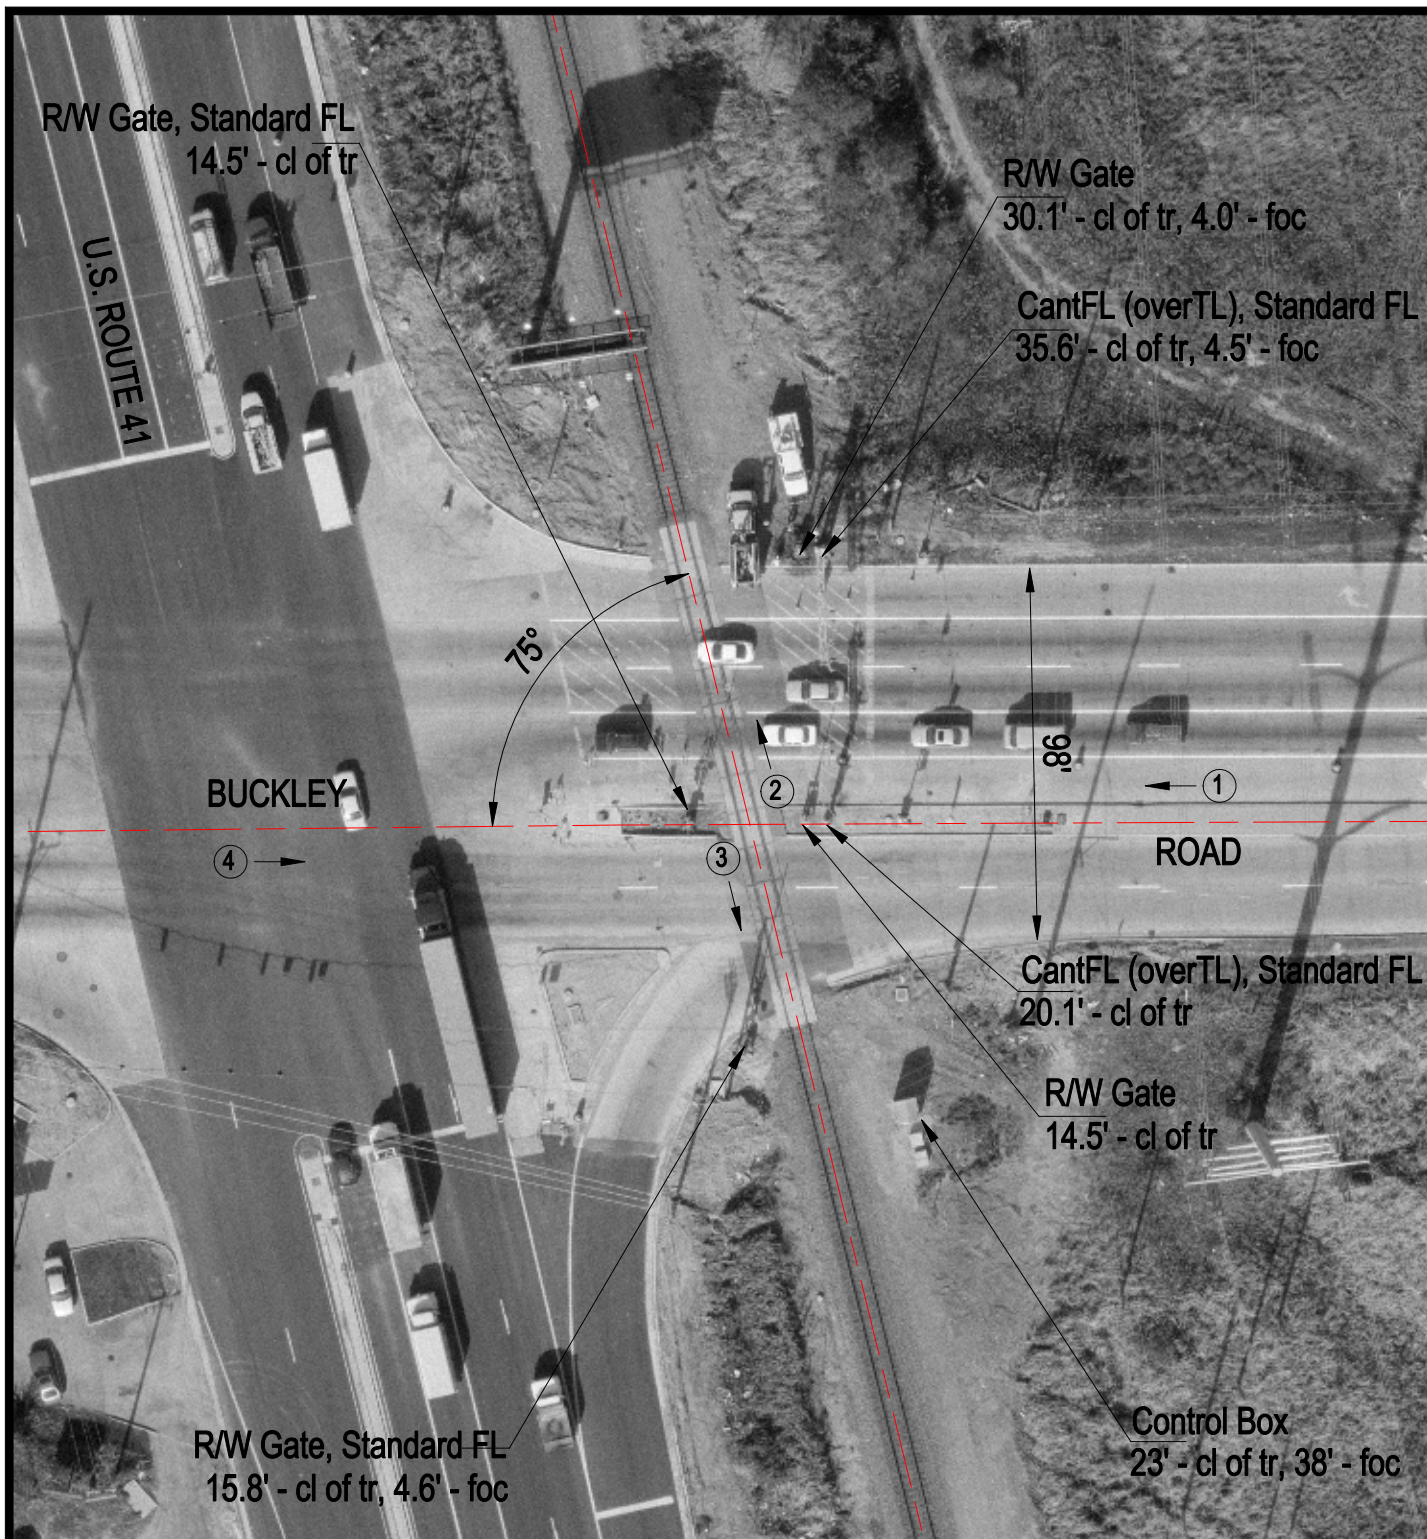 R/W Gate, Standard FL
14.5' - cl of tr
R/W Gate
30.1' - cl of tr, 4.0' - foc
CantFL (overTL), Standard FL
35.6' - cl of tr, 4.5' - foc
U.S. ROUTE 41
75°
98'
BUCKLEY
2
1
4
3
ROAD
CantFL (overTL), Standard FL
20.1' - cl of tr
R/W Gate
14.5' - cl of tr
Control Box
23' - cl of tr, 38' - foc
R/W Gate, Standard FL
15.8' - cl of tr, 4.6' - foc